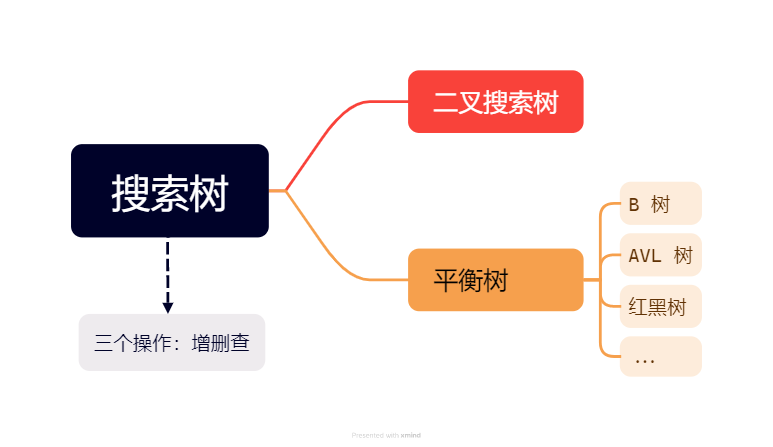 搜索树
三个操作：增删查
二叉搜索树
平衡树
B 树
AVL 树
红黑树
...
Presented with xmind